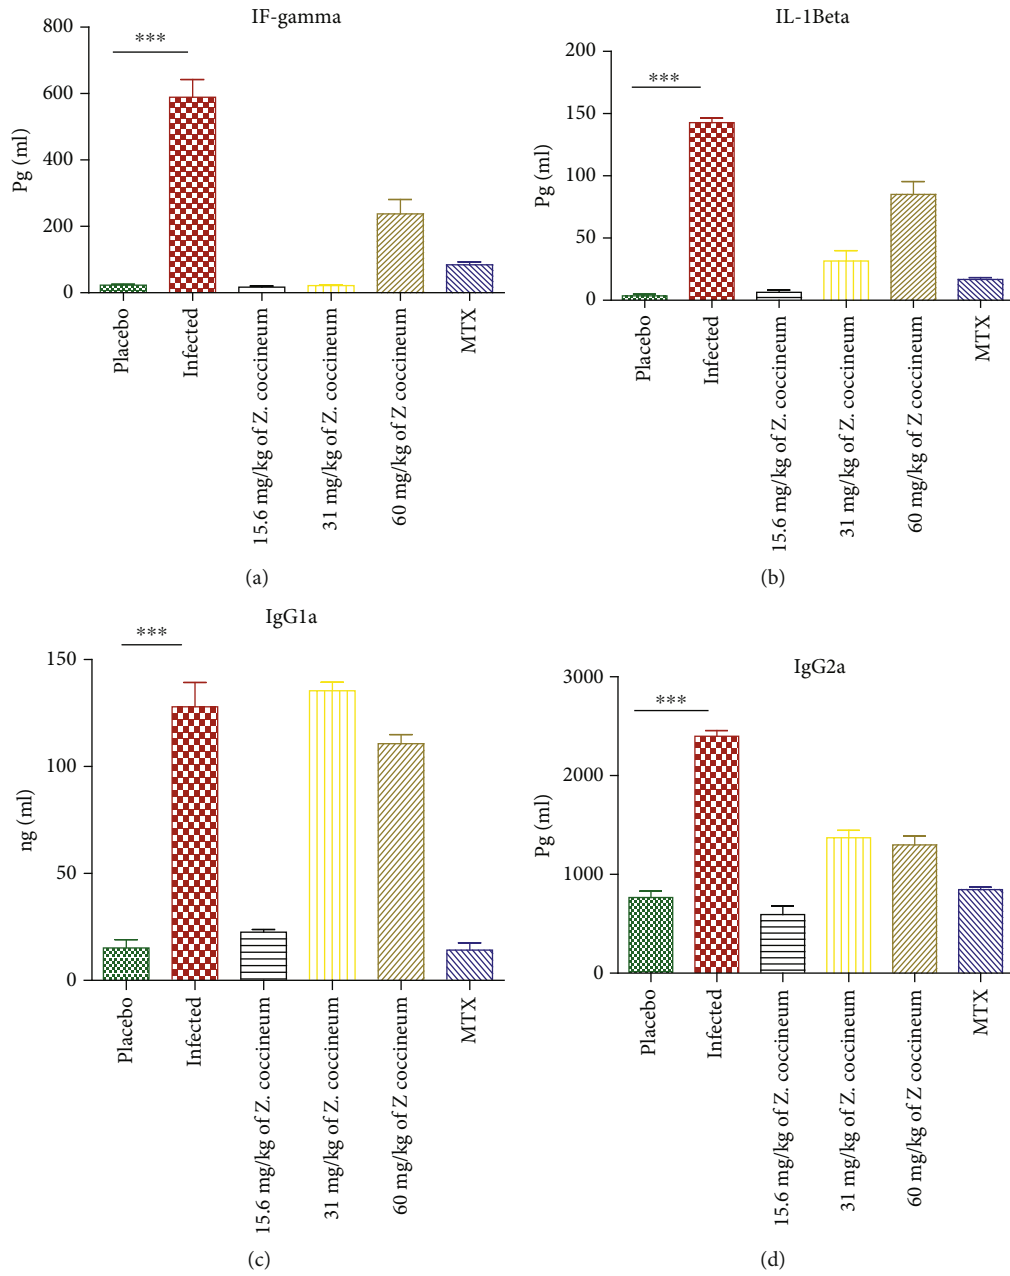 IF-gamma
***
Pg (ml)
800
600
400
200
0
Placebo
Infected
15.6 mg/kg of Z. coccineum
31 mg/kg of Z. coccineum
60 mg/kg of Z coccineum
MTX
(a)
IL-1Beta
***
Pg (ml)
200
150
100
50
0
Placebo
Infected
15.6 mg/kg of Z. coccineum
31 mg/kg of Z. coccineum
60 mg/kg of Z coccineum
MTX
(b)
IgG1a
***
ng (ml)
150
100
50
0
Placebo
Infected
15.6 mg/kg of Z. coccineum
31 mg/kg of Z. coccineum
60 mg/kg of Z coccineum
MTX
(c)
IgG2a
***
Pg (ml)
3000
2000
1000
0
Placebo
Infected
15.6 mg/kg of Z. coccineum
31 mg/kg of Z. coccineum
60 mg/kg of Z coccineum
MTX
(d)